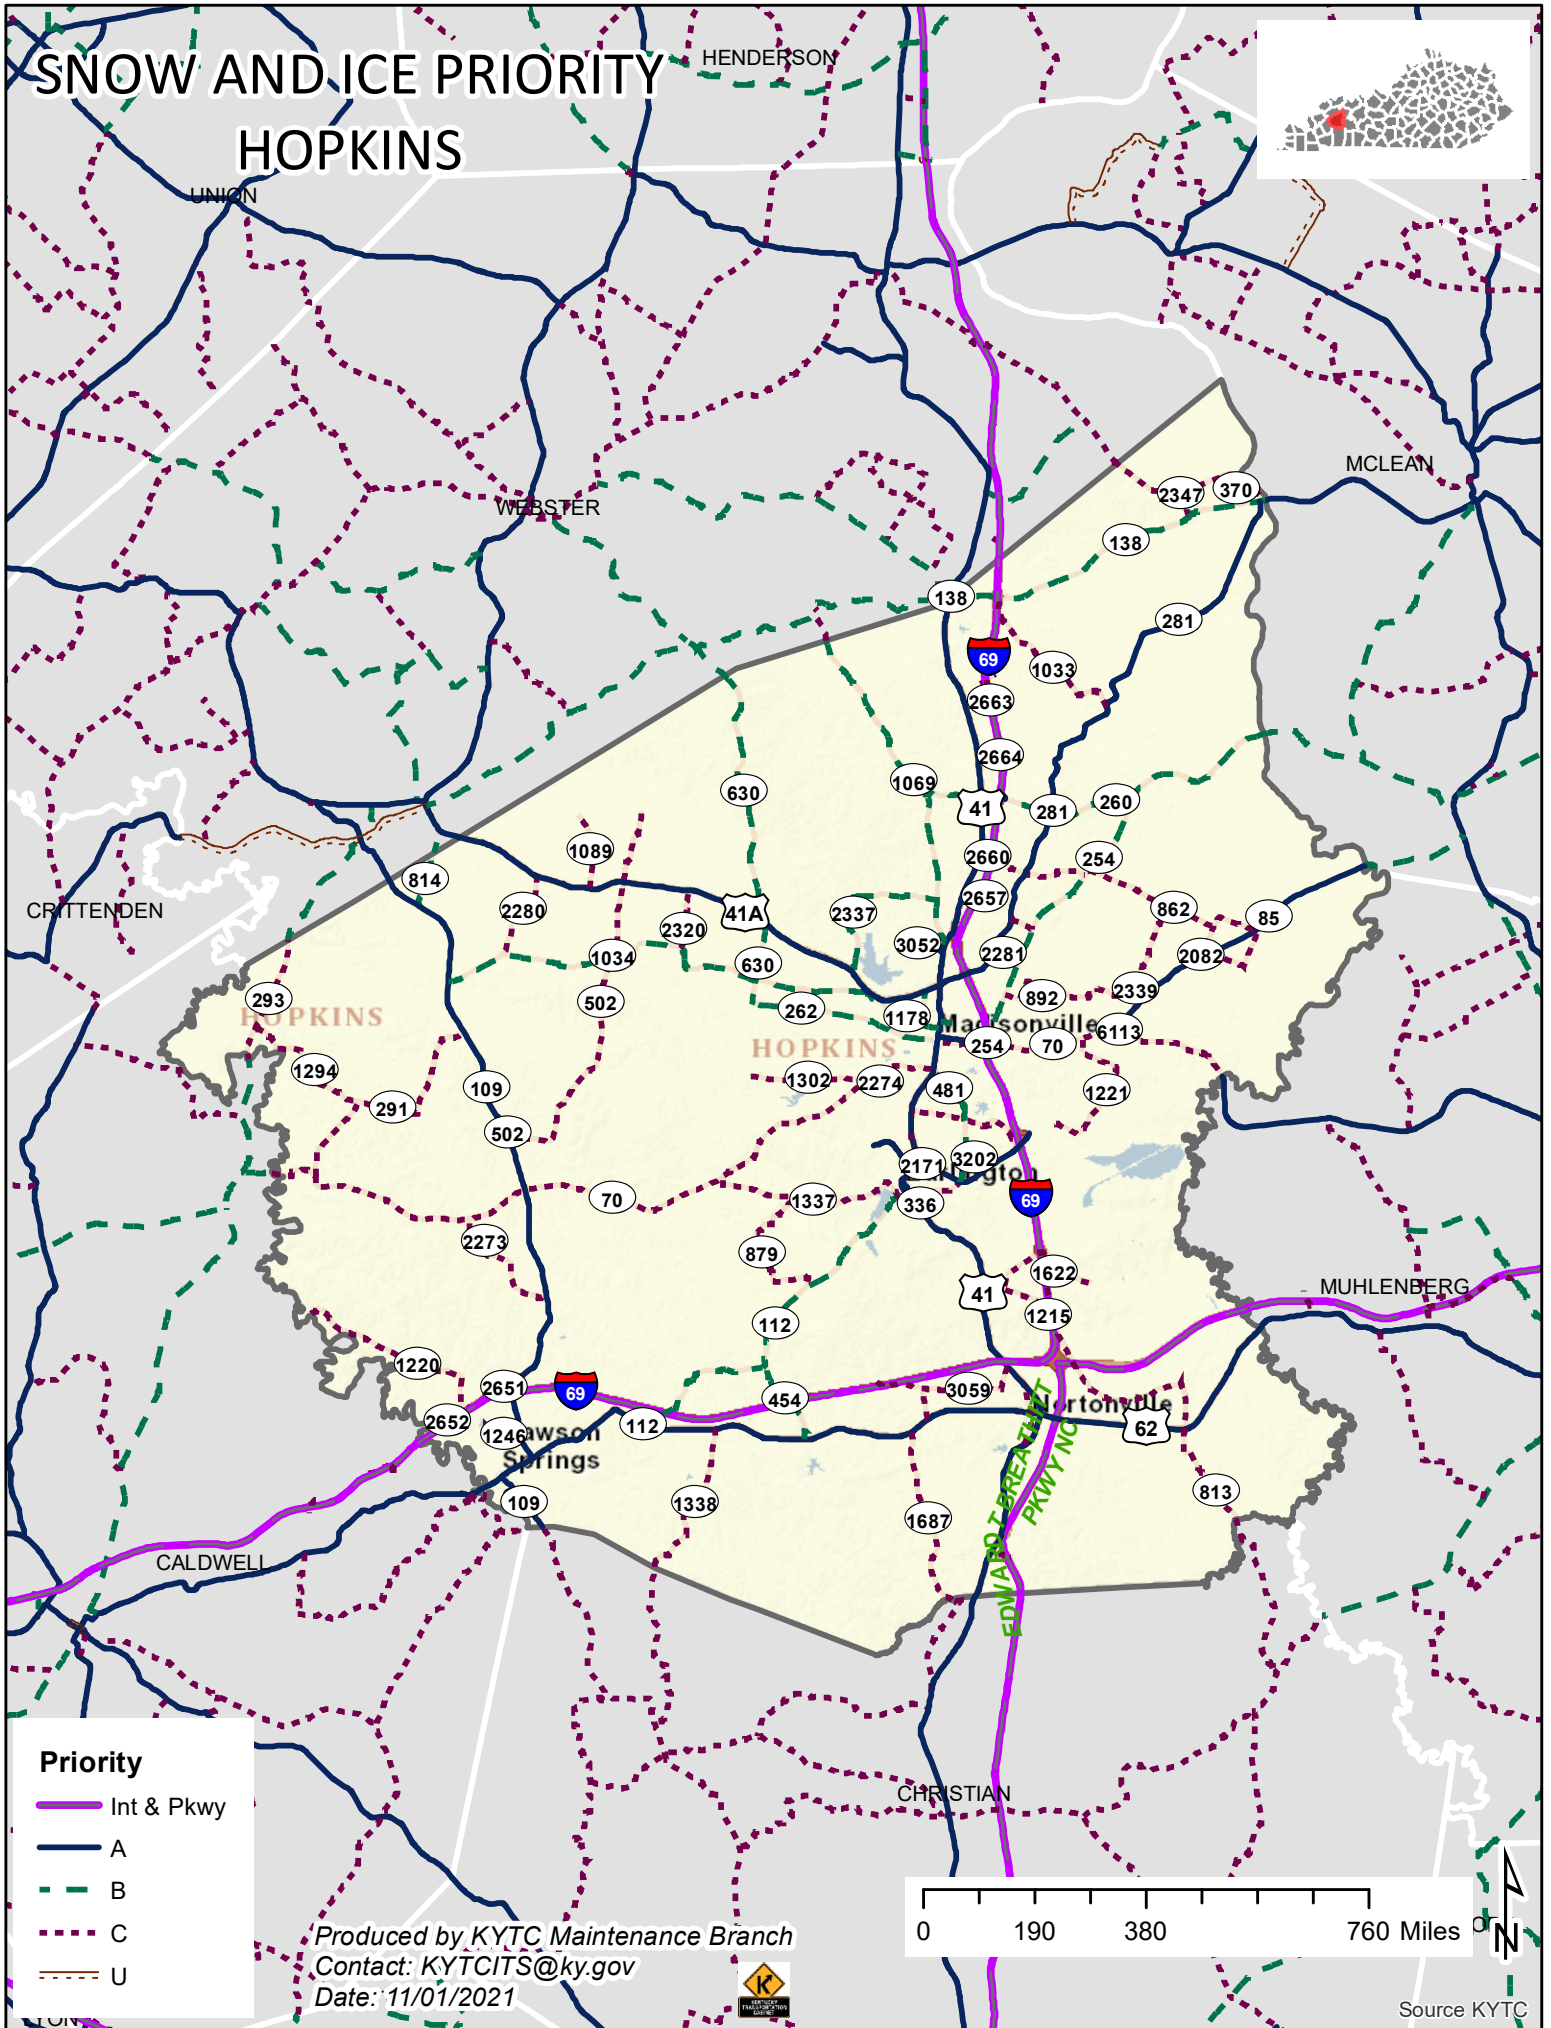 SNOW AND ICE PRIORITY
HOPKINS
HENDERSON
UNION
MCLEAN
2347
370
WEBSTER
138
138
281
69
1033
2663
2664
630
1069
41
281
260
1089
2660
254
814
2657
CRITTENDEN
2280
41A
2337
862
85
2320
3052
2281
2082
1034
630
293
502
892
2339
HOPKINS
262
1178
Madisonville
6113
HOPKINS
254
70
1294
1302
2274
481
1221
109
291
502
2171
3202
70
1337
336
69
2273
879
1622
41
MUHLENBERG
1215
112
1220
2651
69
454
3059
2652
112
62
1246
Springs
109
1338
813
1687
EDWARD T BREATHITT
PKWY NC
CALDWELL
Priority
Int & Pkwy
A
B
C
U
CHRISTIAN
0 190 380 760 Miles
N
Produced by KYTC Maintenance Branch
Contact: KYTCITS@ky.gov
Date: 11/01/2021
KENTUCKY
TRANSPORTATION
CABINET
Source KYTC